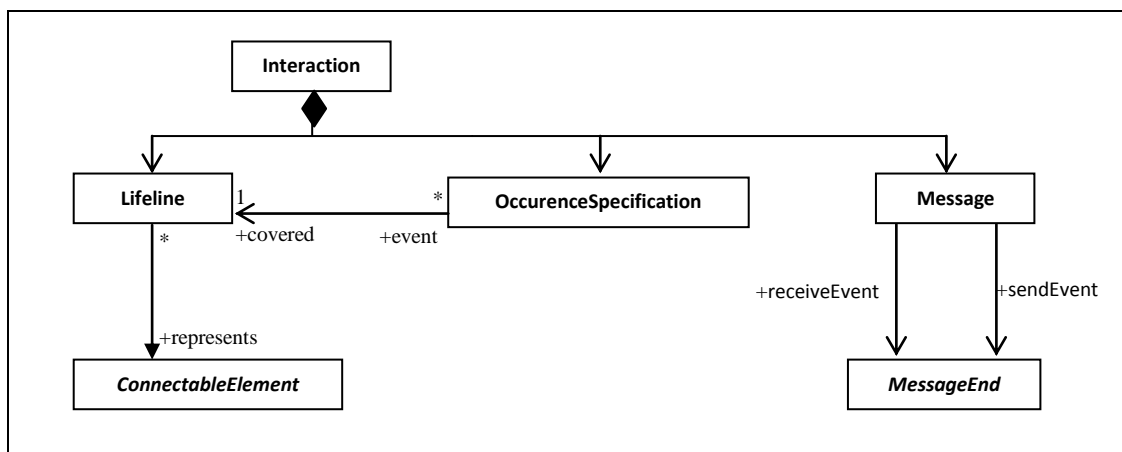 Interaction
Lifeline
1
*
OccurenceSpecification
Message
+covered
+event
*
+receiveEvent
+sendEvent
+represents
ConnectableElement
MessageEnd